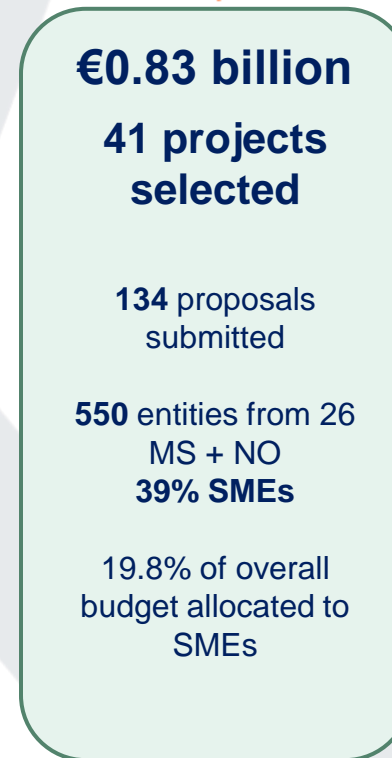 €0.83 billion
41 projects
selected
134 proposals
submitted
550 entities from 26
MS + NO
39% SMEs
19.8% of overall
budget allocated to
SMEs